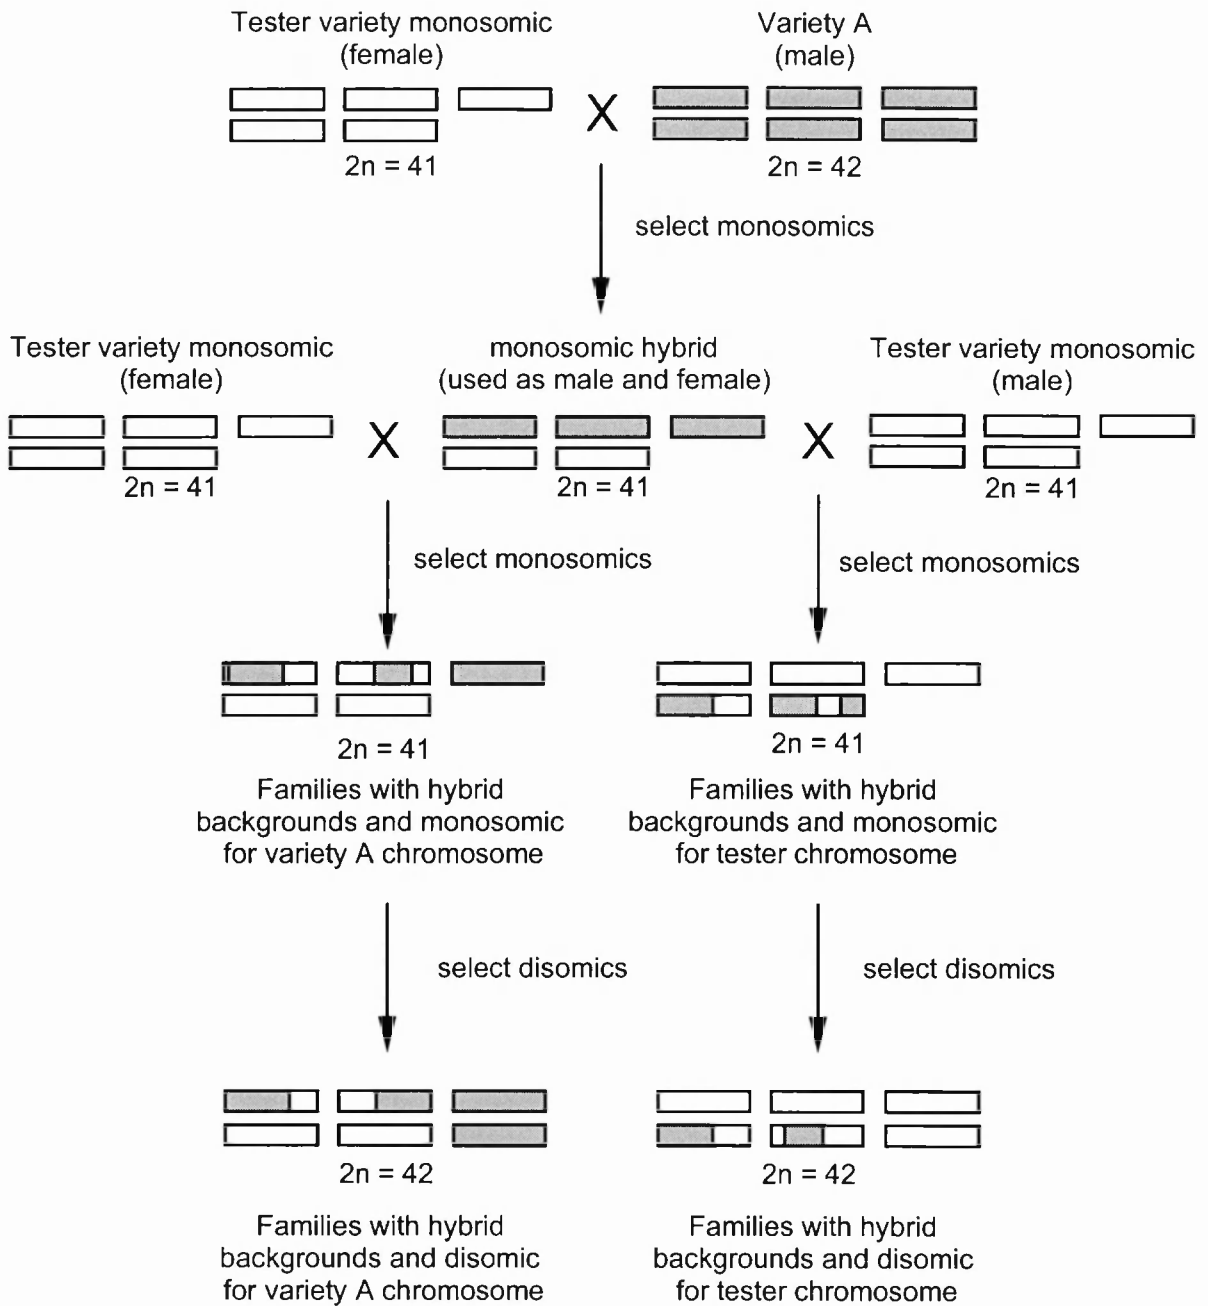 Tester variety monosomic
(female)
Variety A
(male)
X
2n = 41
2n = 42
select monosomics
Tester variety monosomic
(female)
monosomic hybrid
(used as male and female)
Tester variety monosomic
(male)
X
X
2n = 41
2n = 41
2n = 41
select monosomics
select monosomics
2n = 41
2n = 41
Families with hybrid
backgrounds and monosomic
for variety A chromosome
Families with hybrid
backgrounds and monosomic
for tester chromosome
select disomics
select disomics
2n = 42
2n = 42
Families with hybrid
backgrounds and disomic
for variety A chromosome
Families with hybrid
backgrounds and disomic
for tester chromosome